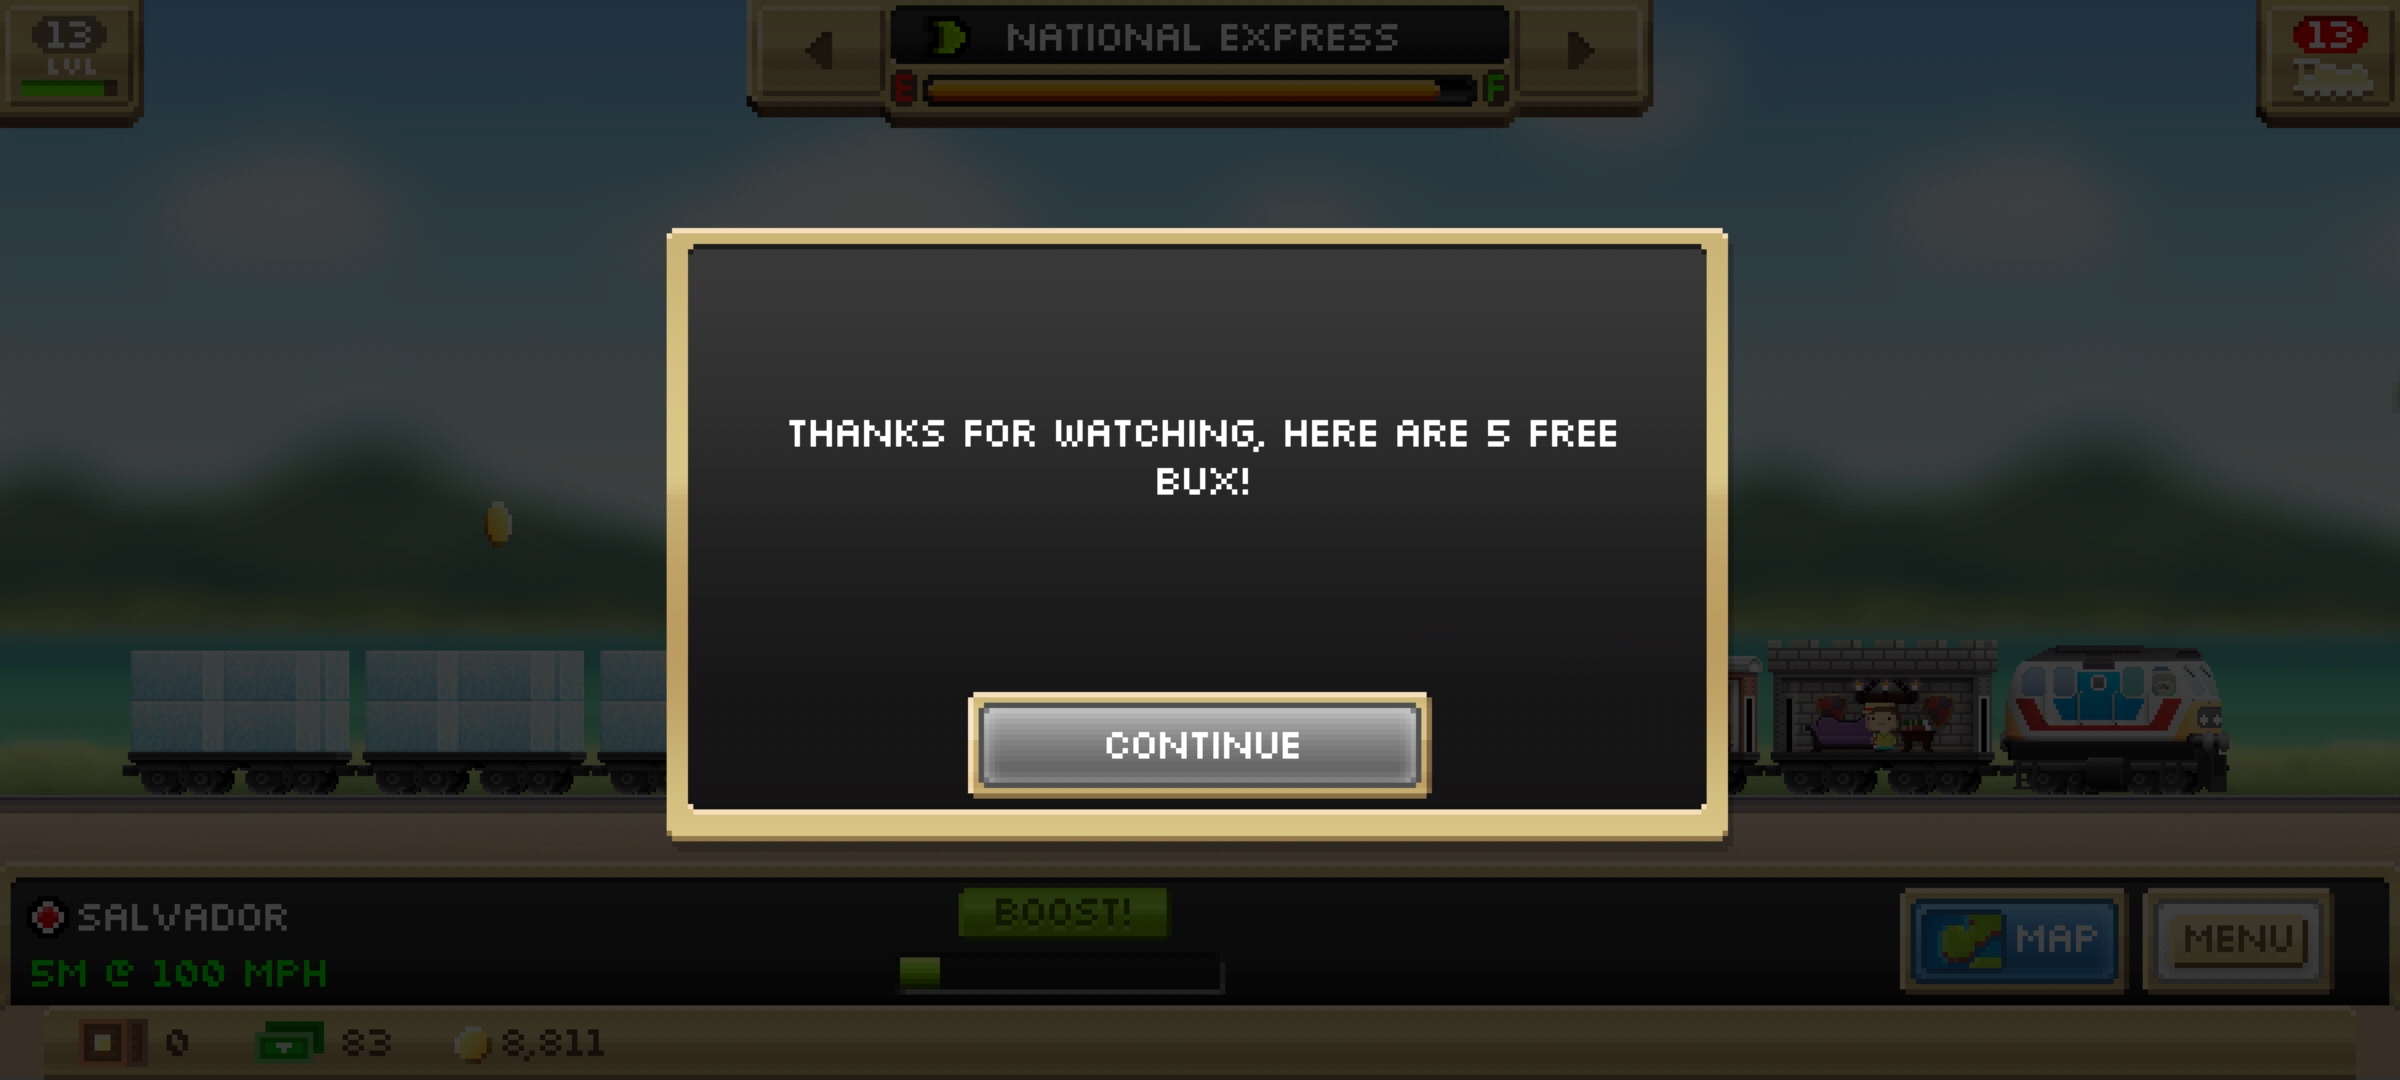 13
LVL
NATIONAL EXPRESS
E
F
13
THANKS FOR WATCHING, HERE ARE 5 FREE
BUX!
CONTINUE
SALVADOR
5M @ 100 MPH
BOOST!
MAP
MENU
0
83
8,811